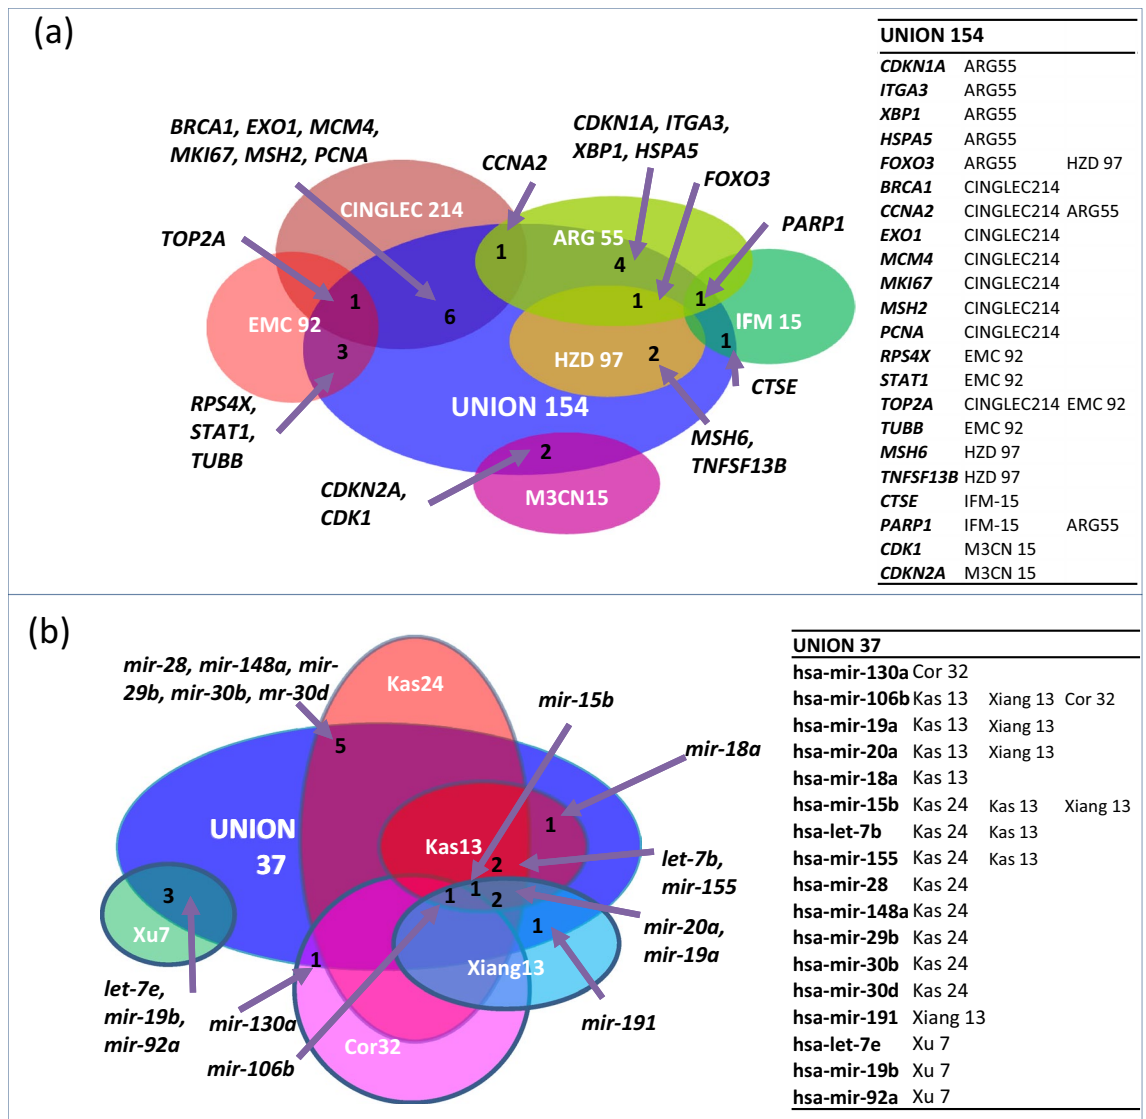 (a)
BRCA1, EXO1, MCM4,
MKI67, MSH2, PCNA
CCNA2
CDKN1A, ITGA3,
XBP1, HSPA5
FOXO3
PARP1
TOP2A
CINGLEC 214
ARG 55
1
4
1
1
1
6
EMC 92
IFM 15
3
HZD 97
2
1
UNION 154
CTSE
RPS4X,
STAT1,
TUBB
MSH6,
TNFSF13B
2
CDKN2A,
CDK1
M3CN15
UNION 154
CDKN1A ARG55
ITGA3 ARG55
XBP1 ARG55
HSPA5 ARG55
FOXO3 ARG55 HZD 97
BRCA1 CINGLEC214
CCNA2 CINGLEC214 ARG55
EXO1 CINGLEC214
MCM4 CINGLEC214
MKI67 CINGLEC214
MSH2 CINGLEC214
PCNA CINGLEC214
RPS4X EMC 92
STAT1 EMC 92
TOP2A CINGLEC214 EMC 92
TUBB EMC 92
MSH6 HZD 97
TNFSF13B HZD 97
CTSE IFM-15
PARP1 IFM-15 ARG55
CDK1 M3CN 15
CDKN2A M3CN 15
(b)
mir-28, mir-148a, mir-
29b, mir-30b, mr-30d
Kas24
mir-15b
mir-18a
5
UNION
37
1
Kas13
2
let-7b,
mir-155
1
1
2
3
1
mir-20a,
mir-19a
Xu7
1
Xiang13
let-7e,
mir-19b,
mir-92a
mir-130a
mir-191
Cor32
mir-106b
UNION 37
hsa-mir-130a Cor 32
hsa-mir-106b Kas 13 Xiang 13 Cor 32
hsa-mir-19a Kas 13 Xiang 13
hsa-mir-20a Kas 13 Xiang 13
hsa-mir-18a Kas 13
hsa-mir-15b Kas 24 Kas 13 Xiang 13
hsa-let-7b Kas 24 Kas 13
hsa-mir-155 Kas 24 Kas 13
hsa-mir-28 Kas 24
hsa-mir-148a Kas 24
hsa-mir-29b Kas 24
hsa-mir-30b Kas 24
hsa-mir-30d Kas 24
hsa-mir-191 Xiang 13
hsa-let-7e Xu 7
hsa-mir-19b Xu 7
hsa-mir-92a Xu 7